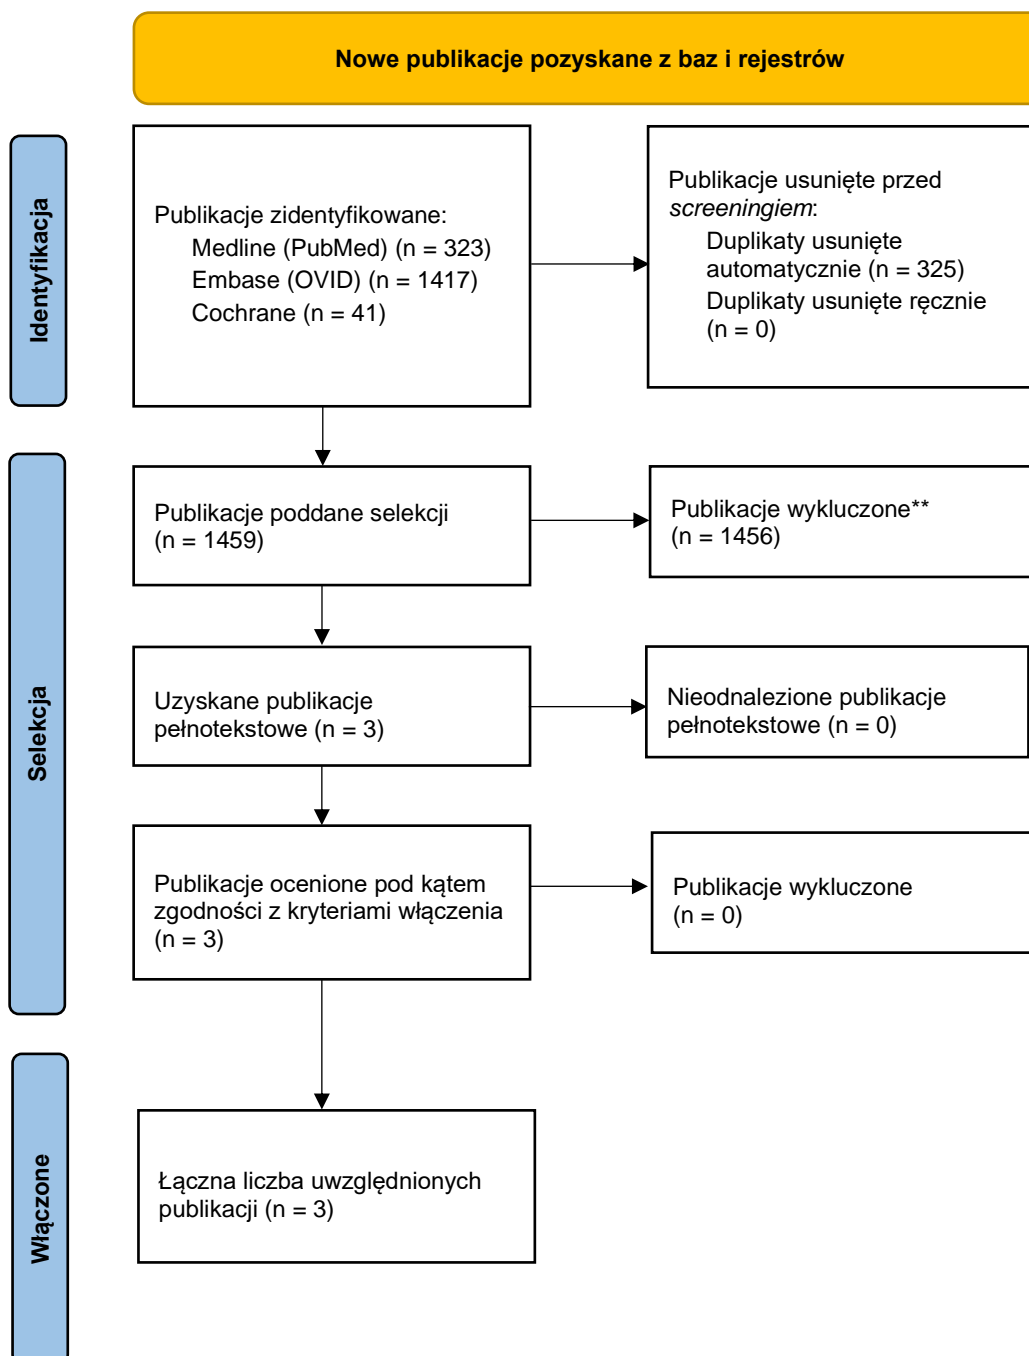 Nowe publikacje pozyskane z baz i rejestrów
Identyfikacja
Publikacje zidentyfikowane:
Medline (PubMed) (n = 323)
Embase (OVID) (n = 1417)
Cochrane (n = 41)
Publikacje usunięte przed
screeningiem:
Duplikaty usunięte
automatycznie (n = 325)
Duplikaty usunięte ręcznie
(n = 0)
Selekcja
Publikacje poddane selekcji
(n = 1459)
Publikacje wykluczone**
(n = 1456)
Uzyskane publikacje
pełnotekstowe (n = 3)
Nieodnalezione publikacje
pełnotekstowe (n = 0)
Publikacje ocenione pod kątem
zgodności z kryteriami włączenia
(n = 3)
Publikacje wykluczone
(n = 0)
Włączone
Łączna liczba uwzględnionych
publikacji (n = 3)